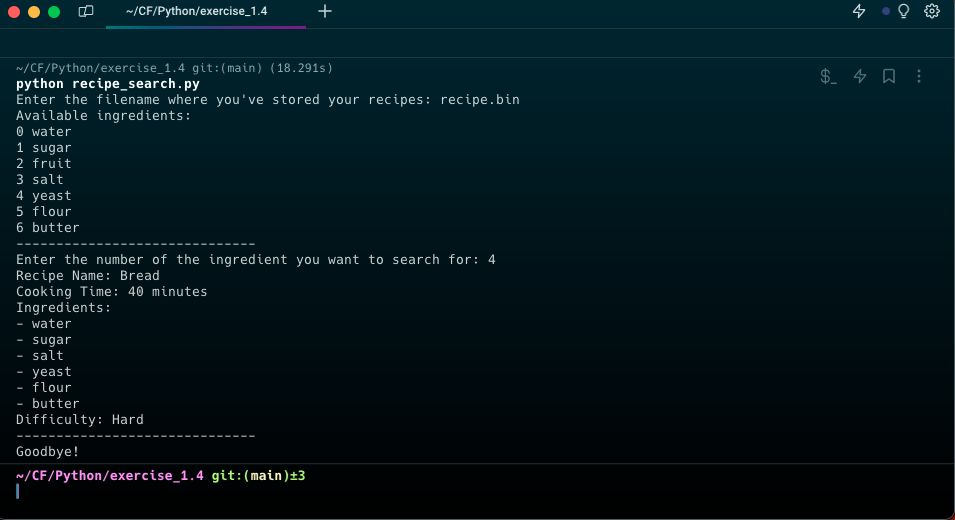 ~/CF/Python/exercise_1.4
~/CF/Python/exercise_1.4 git:(main) (18.291s)
python recipe_search.py
Enter the filename where you've stored your recipes: recipe.bin
Available ingredients:
0 water
1 sugar
2 fruit
3 salt
4 yeast
5 flour
6 butter
------------------------------
Enter the number of the ingredient you want to search for: 4
Recipe Name: Bread
Cooking Time: 40 minutes
Ingredients:
- water
- sugar
- salt
- yeast
- flour
- butter
Difficulty: Hard
------------------------------
Goodbye!
~/CF/Python/exercise_1.4 git:(main)±3